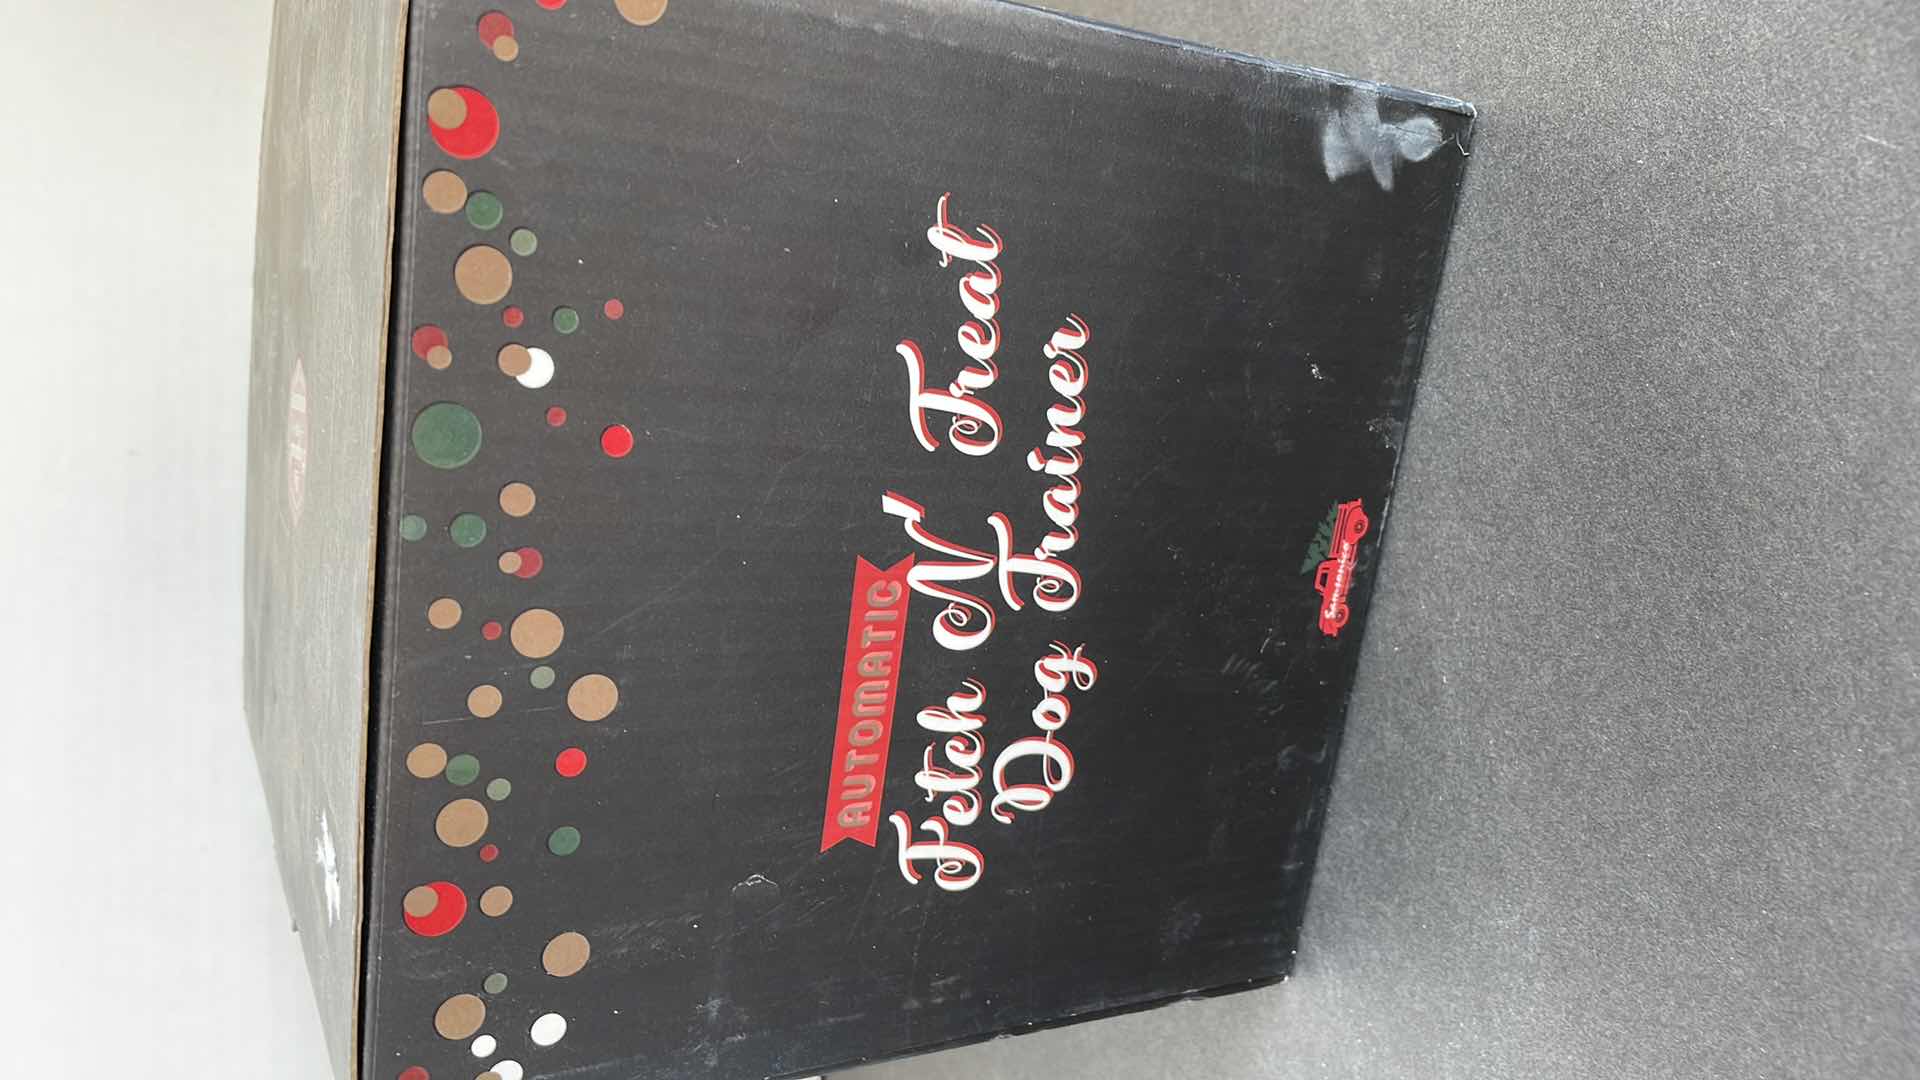 AUTOMATIC
Fetch N' Treat
Dog Trainer